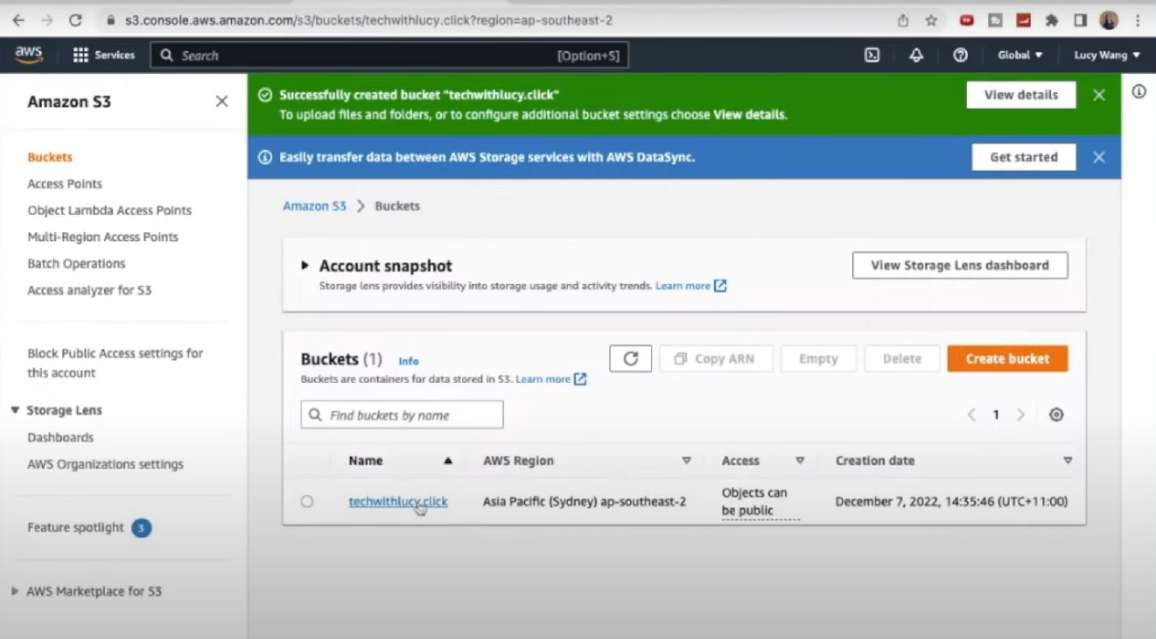 s3.console.aws.amazon.com/s3/buckets/techwithlucy.click?region=ap-southeast-2
aws
Services
Search
[Option+S]
Global
Lucy Wang
Amazon S3
Buckets
Access Points
Object Lambda Access Points
Multi-Region Access Points
Batch Operations
Access analyzer for S3
Block Public Access settings for
this account
Storage Lens
Dashboards
AWS Organizations settings
Feature spotlight 3
AWS Marketplace for S3
Successfully created bucket "techwithlucy.click"
To upload files and folders, or to configure additional bucket settings choose View details.
View details
Easily transfer data between AWS Storage services with AWS DataSync.
Get started
Amazon S3 > Buckets
Account snapshot
Storage lens provides visibility into storage usage and activity trends. Learn more
View Storage Lens dashboard
Buckets (1) Info
Buckets are containers for data stored in S3. Learn more
Copy ARN
Empty
Delete
Create bucket
Find buckets by name
1
Name
AWS Region
Access
Creation date
techwithlucy.click
Asia Pacific (Sydney) ap-southeast-2
Objects can
be public
December 7, 2022, 14:35:46 (UTC+11:00)